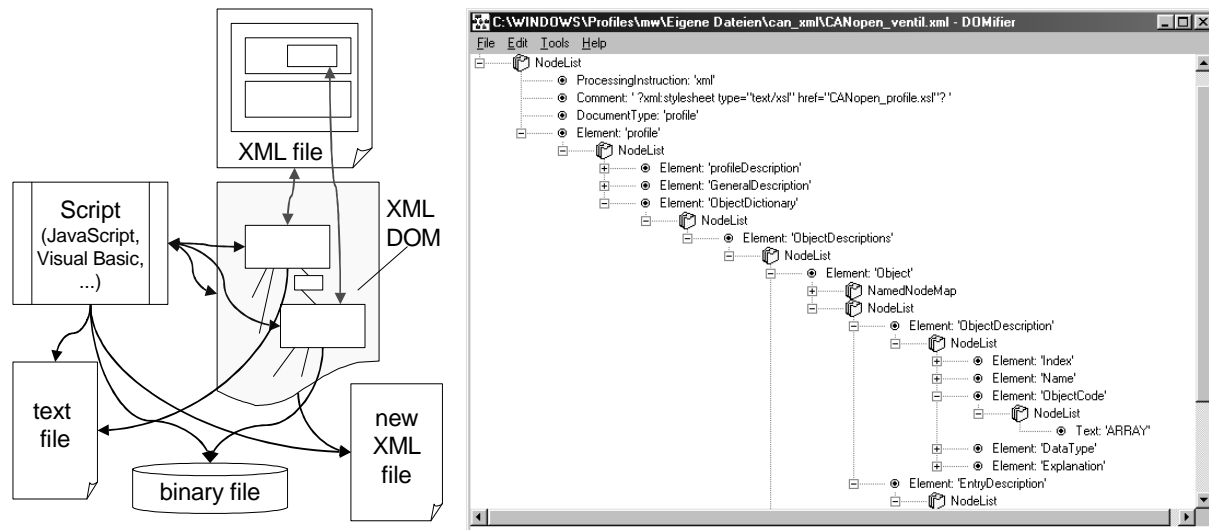 XML file
Script
(JavaScript,
Visual Basic,
...)
XML
DOM
text
file
binary file
new
XML
file
C:\WINDOWS\Profiles\mw\Eigene Dateien\can_xml\CANopen_ventil.xml - DOMifier
File Edit Tools Help
NodeList
ProcessingInstruction: 'xml'
Comment: ' ?xml:stylesheet type="text/xsl" href="CANopen_profile.xsl"? '
DocumentType: 'profile'
Element: 'profile'
NodeList
Element: 'profileDescription'
Element: 'GeneralDescription'
Element: 'ObjectDictionary'
NodeList
Element: 'ObjectDescriptions'
NodeList
Element: 'Object'
NamedNodeMap
NodeList
Element: 'ObjectDescription'
NodeList
Element: 'Index'
Element: 'Name'
Element: 'ObjectCode'
NodeList
Text: 'ARRAY'
Element: 'DataType'
Element: 'Explanation'
Element: 'EntryDescription'
NodeList